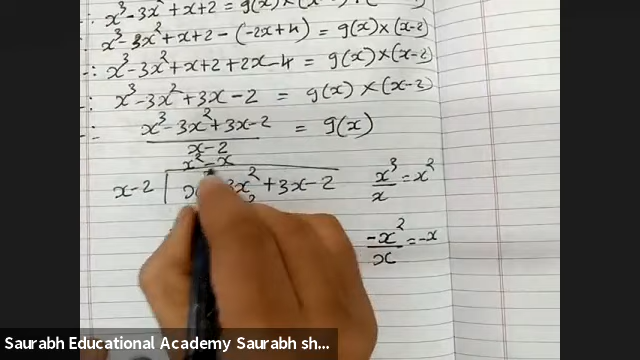 x³-3x²+x+2 = g(x)×(x-2)
x³-3x²+x+2-(-2x+4) = g(x)×(x-2)
∴ x³-3x²+x+2+2x-4 = g(x)×(x-2)
∴ x³-3x²+3x-2 = g(x)×(x-2)
∴ x³-3x²+3x-2 / x-2 = g(x)
x²-x
x-2 3x²+3x-2 x³/x=x²
-x²/x=-x
Saurabh Educational Academy Saurabh sh...